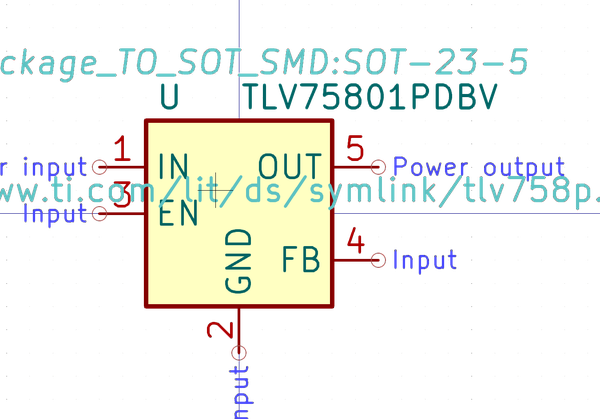 ckage_TO_SOT_SMD:SOT-23-5
U TLV75801PDBV
1 IN OUT 5
r input Power output
ww.ti.com/lit/ds/symlink/tlv758p.
3 EN
Input
GND FB 4 Input
2
nput